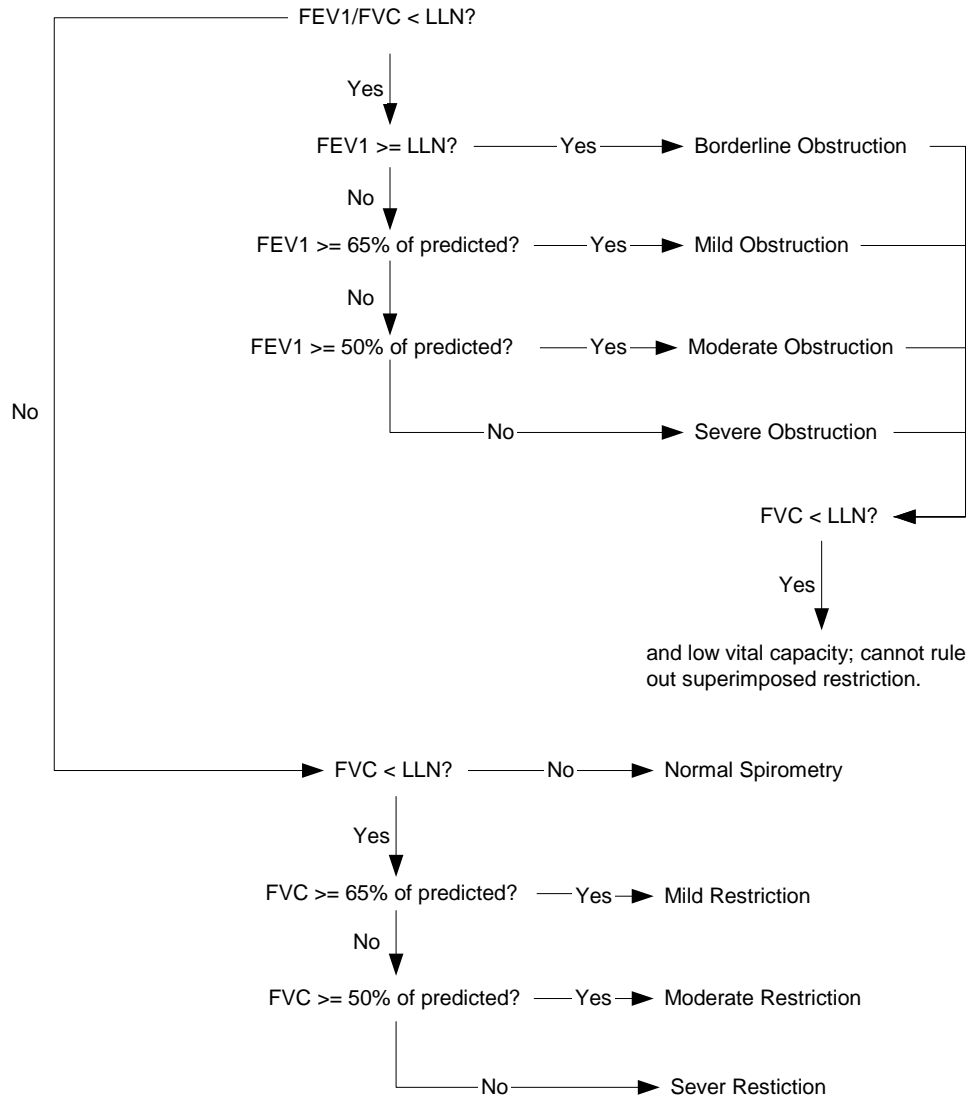 FEV1/FVC < LLN?
Yes
FEV1 >= LLN?
Yes
Borderline Obstruction
No
FEV1 >= 65% of predicted?
Yes
Mild Obstruction
No
FEV1 >= 50% of predicted?
Yes
Moderate Obstruction
No
No
Severe Obstruction
FVC < LLN?
Yes
and low vital capacity; cannot rule
out superimposed restriction.
FVC < LLN?
No
Normal Spirometry
Yes
FVC >= 65% of predicted?
Yes
Mild Restriction
No
FVC >= 50% of predicted?
Yes
Moderate Restriction
No
Sever Restiction